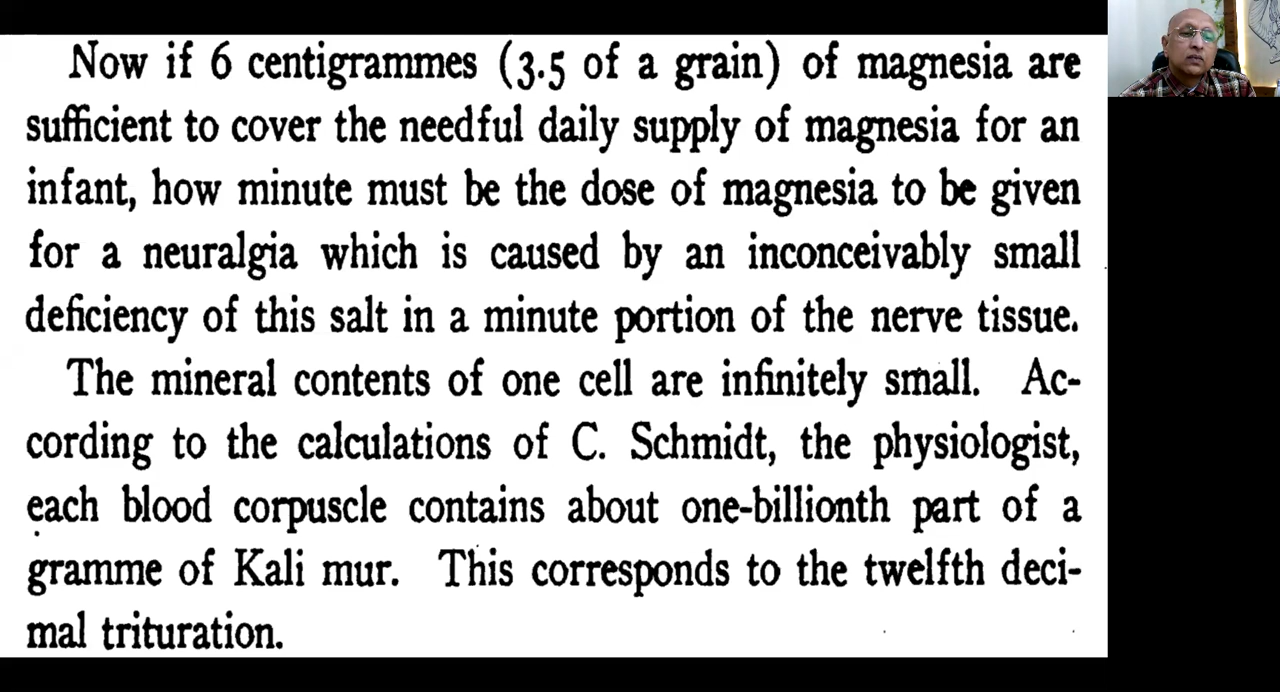 Now if 6 centigrammes (3.5 of a grain) of magnesia are
sufficient to cover the needful daily supply of magnesia for an
infant, how minute must be the dose of magnesia to be given
for a neuralgia which is caused by an inconceivably small
deficiency of this salt in a minute portion of the nerve tissue.
The mineral contents of one cell are infinitely small. Ac-
cording to the calculations of C. Schmidt, the physiologist,
each blood corpuscle contains about one-billionth part of a
gramme of Kali mur. This corresponds to the twelfth deci-
mal trituration.